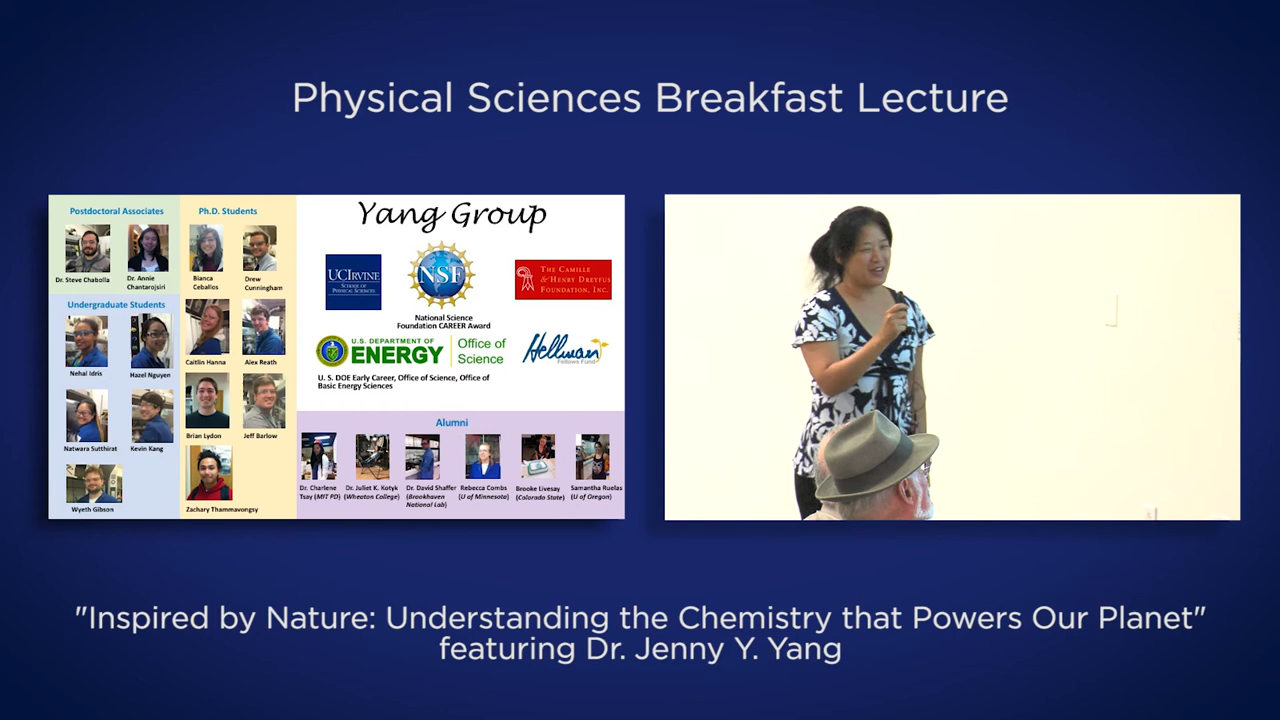 Physical Sciences Breakfast Lecture
Postdoctoral Associates
Dr. Steve Chabolla
Dr. Annie
Chantarojsiri
Undergraduate Students
Nehal Idris
Hazel Nguyen
Natwara Sutthirat
Kevin Kang
Wyeth Gibson
Ph.D. Students
Bianca
Ceballos
Drew
Cunningham
Caitlin Hanna
Alex Reath
Brian Lydon
Jeff Barlow
Zachary Thammavongsy
Yang Group
UCIRVINE
SCHOOL OF
PHYSICAL SCIENCES
NSF
THE CAMILLE
& HENRY DREYFUS
FOUNDATION, INC.
National Science
Foundation CAREER Award
U.S. DEPARTMENT OF
ENERGY
Office of
Science
Hellman
Fellows Fund
U. S. DOE Early Career, Office of Science, Office of
Basic Energy Sciences
Alumni
Dr. Charlene
Tsay (MIT PD)
Dr. Juliet K. Kotyk
(Wheaton College)
Dr. David Shaffer
(Brookhaven
National Lab)
Rebecca Combs
(U of Minnesota)
Brooke Livesay
(Colorado State)
Samantha Ruelas
(U of Oregon)
"Inspired by Nature: Understanding the Chemistry that Powers Our Planet"
featuring Dr. Jenny Y. Yang